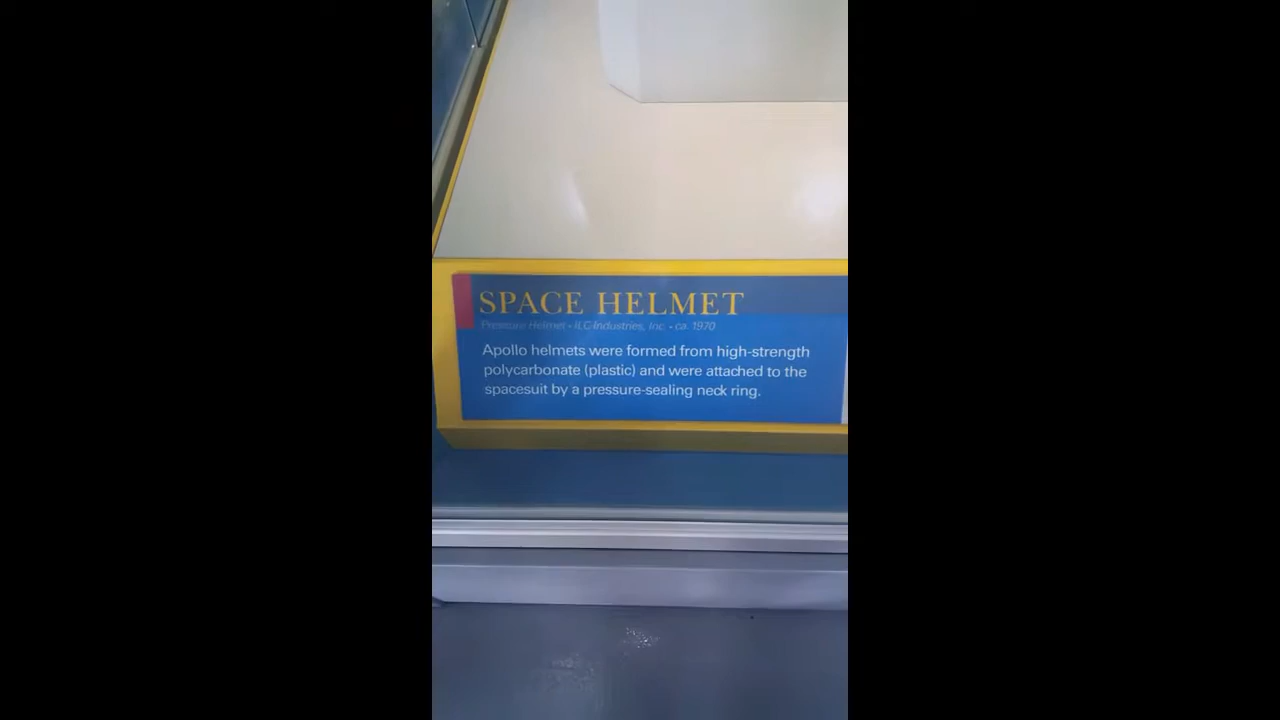 SPACE HELMET
Pressure Helmet • ILC Industries, Inc. • ca. 1970
Apollo helmets were formed from high-strength
polycarbonate (plastic) and were attached to the
spacesuit by a pressure-sealing neck ring.